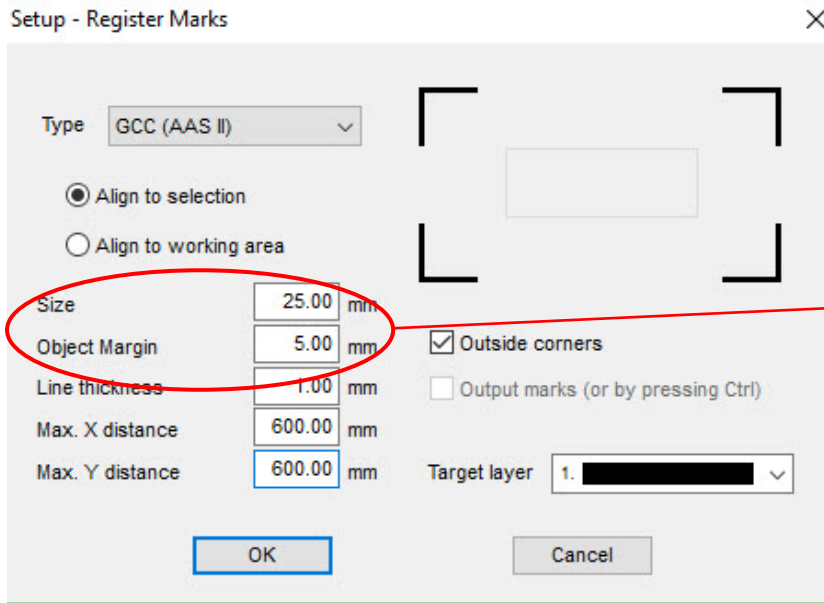 Setup - Register Marks
Type GCC (AAS II)
Align to selection
Align to working area
Size 25.00 mm
Object Margin 5.00 mm
Line thickness 1.00 mm
Max. X distance 600.00 mm
Max. Y distance 600.00 mm
Outside corners
Output marks (or by pressing Ctrl)
Target layer 1.
OK Cancel